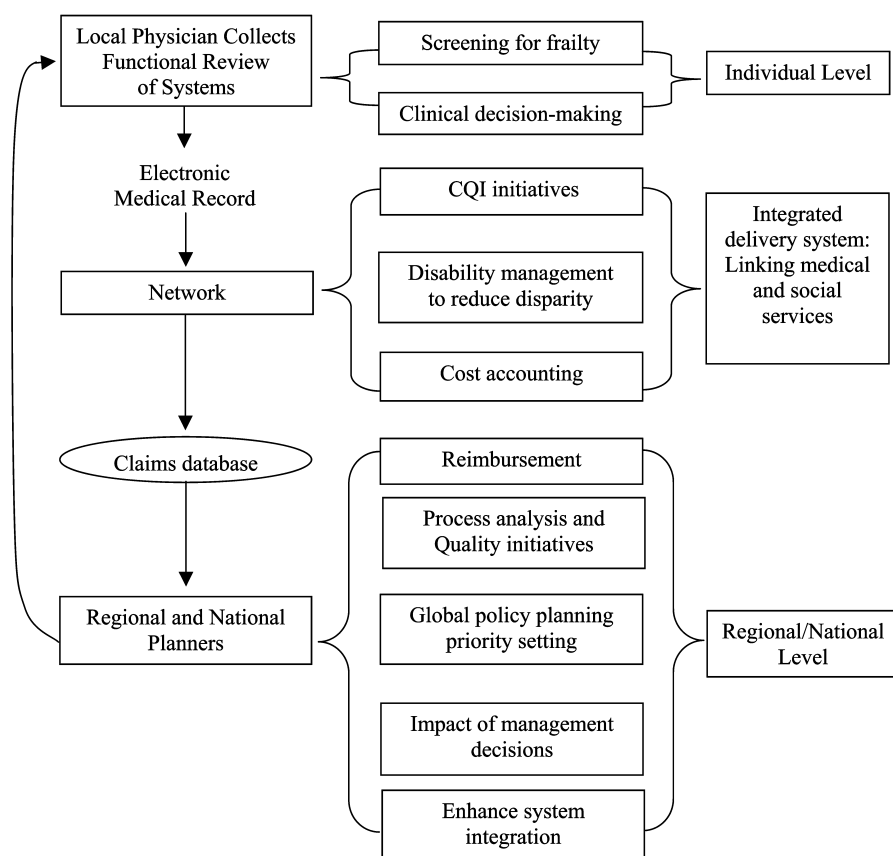 Local Physician Collects
Functional Review
of Systems
Screening for frailty
Clinical decision-making
Individual Level
Electronic
Medical Record
Network
CQI initiatives
Disability management
to reduce disparity
Cost accounting
Integrated
delivery system:
Linking medical
and social
services
Claims database
Regional and National
Planners
Reimbursement
Process analysis and
Quality initiatives
Global policy planning
priority setting
Impact of management
decisions
Enhance system
integration
Regional/National
Level